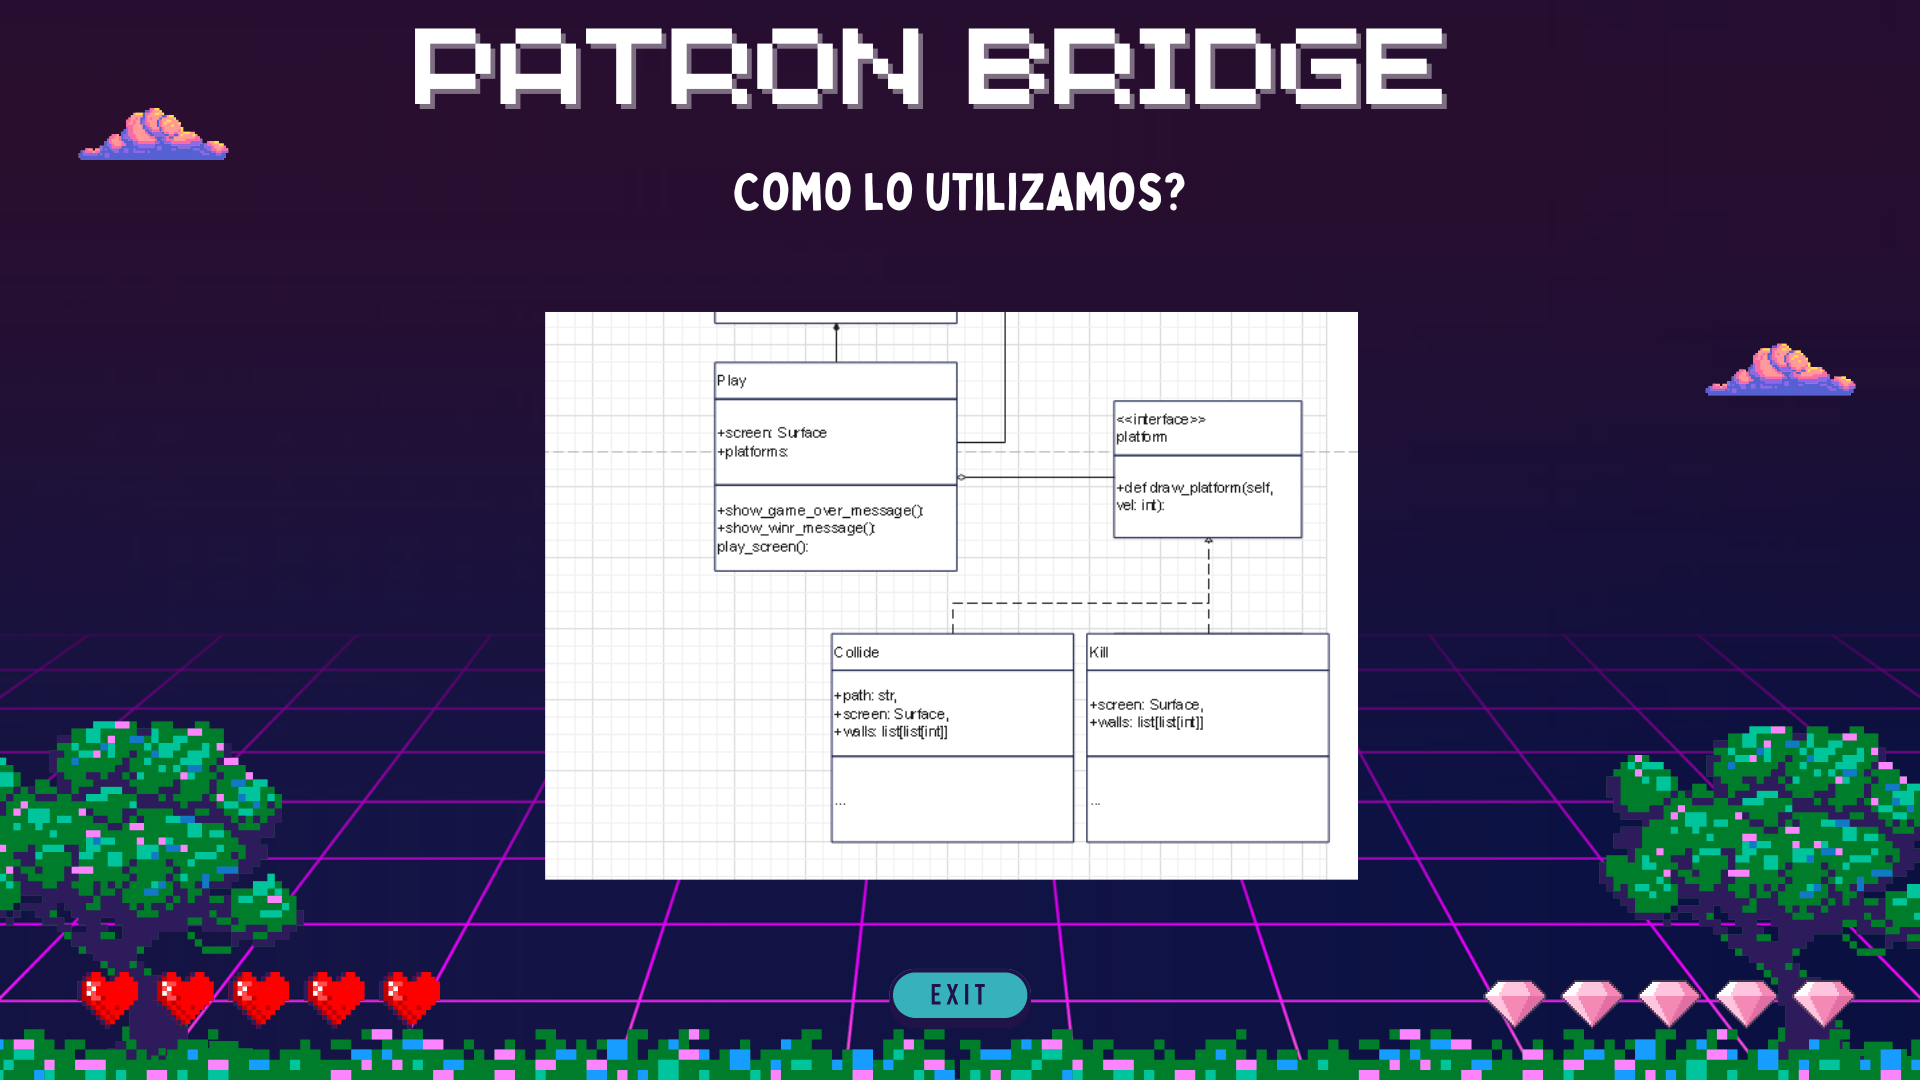 PATRON BRIDGE
COMO LO UTILIZAMOS?
Play
+screen: Surface
+platforms:
+show_game_over_message():
+show_winr_message():
play_screen():
<<interface>>
platform
+def draw_platform(self,
vel: int):
Collide
+path: str,
+screen: Surface,
+walls: list[list[int]]
...
Kill
+screen: Surface,
+walls: list[list[int]]
...
EXIT